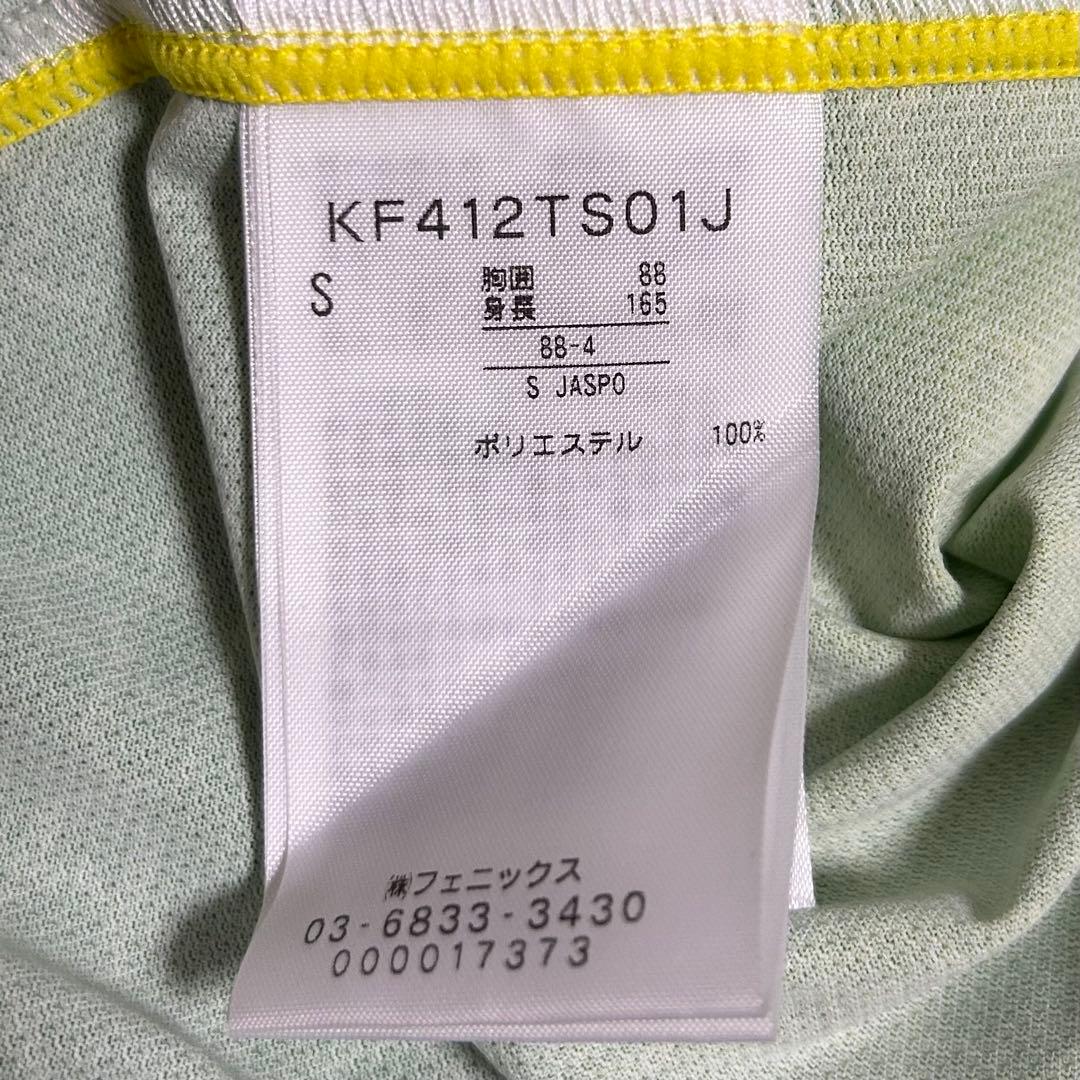 KF412TS01J
S 胸囲 88
身長 165
88-4
S JASPO
ポリエステル 100%
㈱フェニックス
03-6833-3430
000017373